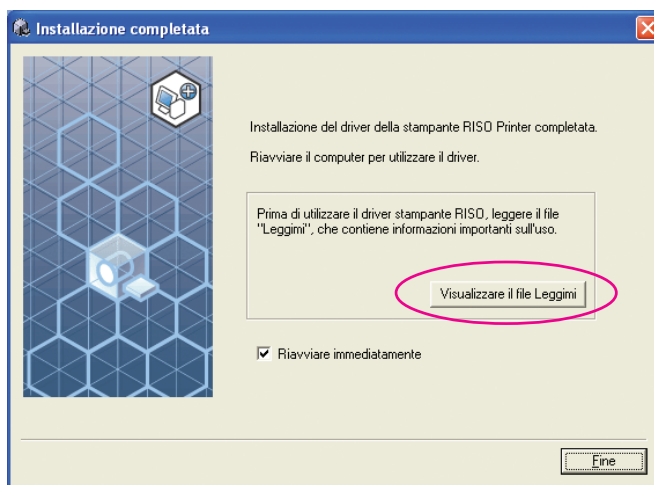 Installazione completata
Installazione del driver della stampante RISO Printer completata.
Riavviare il computer per utilizzare il driver.
Prima di utilizzare il driver stampante RISO, leggere il file
"Leggimi", che contiene informazioni importanti sull'uso.
Visualizzare il file Leggimi
Riavviare immediatamente
Fine